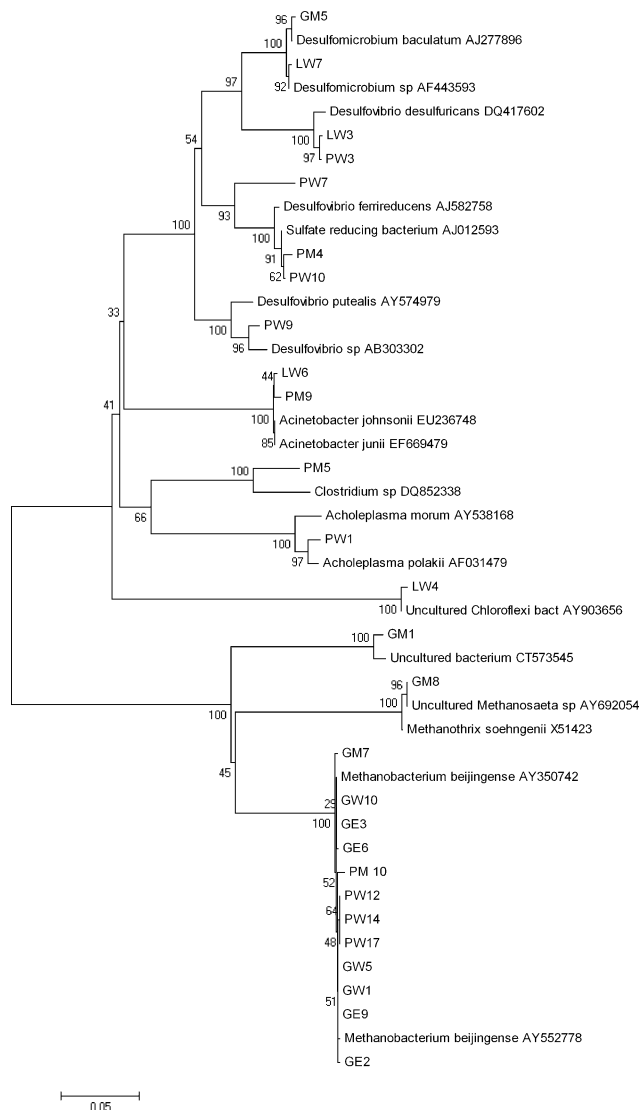 96
GM5
100
Desulfomicrobium baculatum AJ277896
LW7
97
92
Desulfomicrobium sp AF443593
Desulfovibrio desulfuricans DQ417602
100
LW3
54
97
PW3
PW7
93
Desulfovibrio ferrireducens AJ582758
100
Sulfate reducing bacterium AJ012593
100
91
PM4
62
PW10
Desulfovibrio putealis AY574979
33
100
PW9
96
Desulfovibrio sp AB303302
44
LW6
PM9
41
100
Acinetobacter johnsonii EU236748
85
Acinetobacter junii EF669479
100
PM5
Clostridium sp DQ852338
66
Acholeplasma morum AY538168
100
PW1
97
Acholeplasma polakii AF031479
LW4
100
Uncultured Chloroflexi bact AY903656
100
GM1
Uncultured bacterium CT573545
96
GM8
100
Uncultured Methanosaeta sp AY692054
100
Methanothrix soehngenii X51423
GM7
45
Methanobacterium beijingense AY350742
25
GW10
100
GE3
GE6
PM 10
52
PW12
64
PW14
48
PW17
GW5
GW1
51
GE9
Methanobacterium beijingense AY552778
GE2
0.05